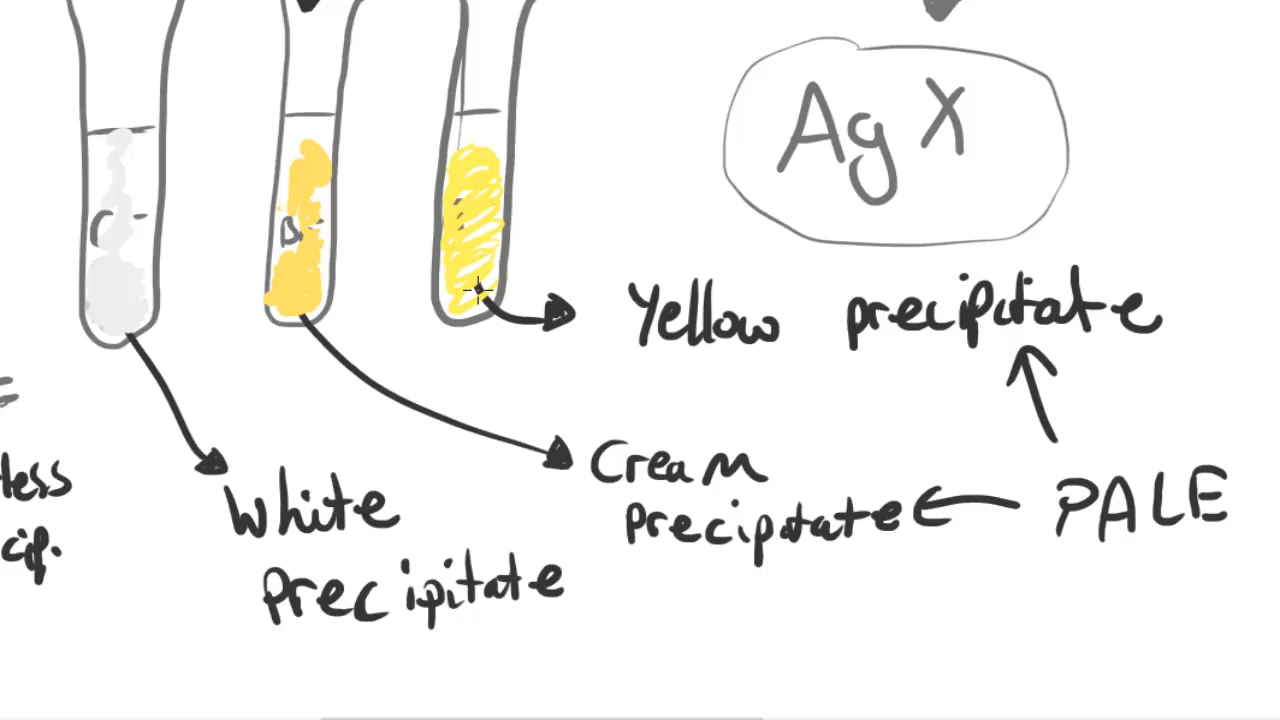 Ag X
Yellow precipitate
Cream
precipitate
PALE
White
precipitate